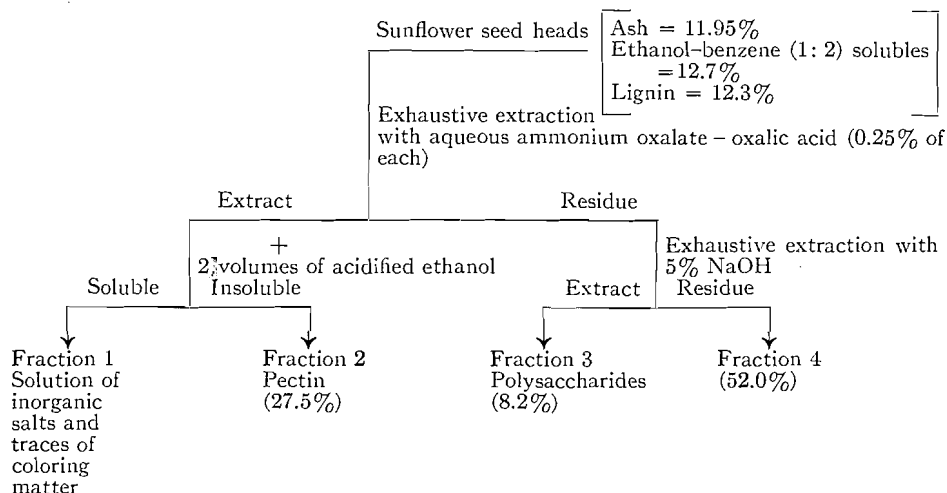 Sunflower seed heads
Ash = 11.95%
Ethanol–benzene (1: 2) solubles
=12.7%
Lignin = 12.3%
Exhaustive extraction
with aqueous ammonium oxalate – oxalic acid (0.25% of
each)
Extract
Residue
+
2 volumes of acidified ethanol
Soluble
Insoluble
Exhaustive extraction with
5% NaOH
Extract
Residue
Fraction 1
Solution of
inorganic
salts and
traces of
coloring
matter
Fraction 2
Pectin
(27.5%)
Fraction 3
Polysaccharides
(8.2%)
Fraction 4
(52.0%)